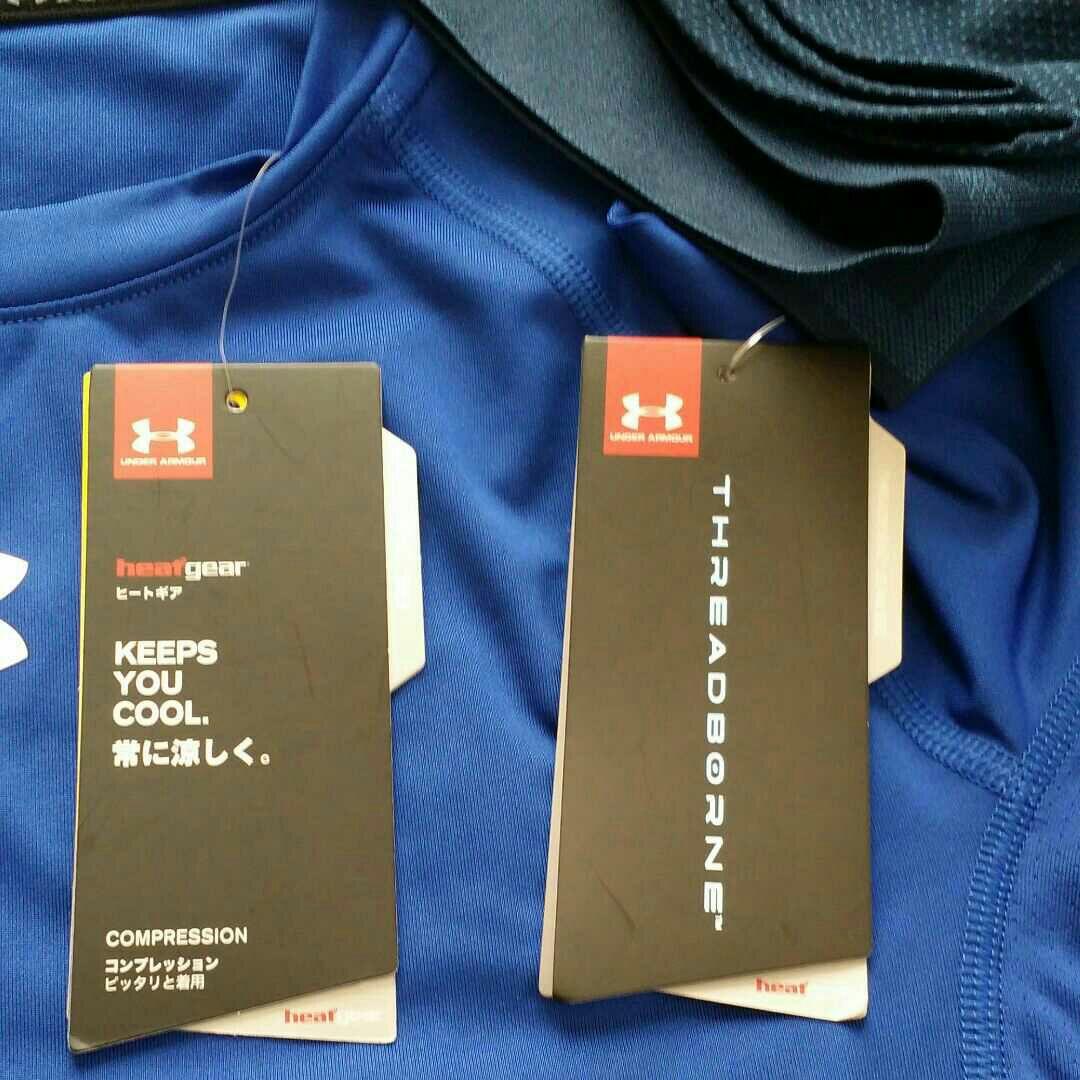 UNDER ARMOUR
heatgear
ヒートギア
KEEPS
YOU
COOL.
常に涼しく。
COMPRESSION
コンプレッション
ピッタリと着用
heatgear
UNDER ARMOUR
THREADBORNE™
heat